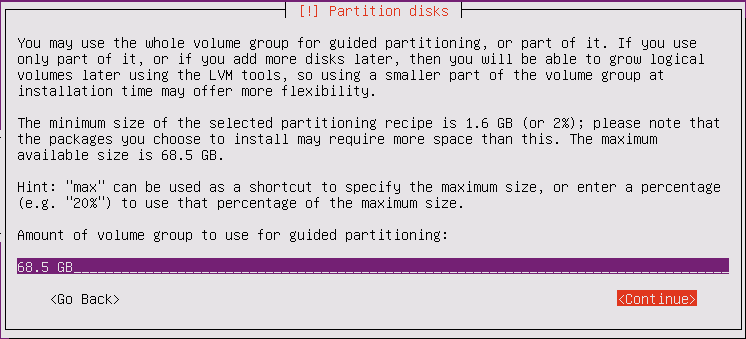 [!] Partition disks
You may use the whole volume group for guided partitioning, or part of it. If you use
only part of it, or if you add more disks later, then you will be able to grow logical
volumes later using the LVM tools, so using a smaller part of the volume group at
installation time may offer more flexibility.
The minimum size of the selected partitioning recipe is 1.6 GB (or 2%); please note that
the packages you choose to install may require more space than this. The maximum
available size is 68.5 GB.
Hint: "max" can be used as a shortcut to specify the maximum size, or enter a percentage
(e.g. "20%") to use that percentage of the maximum size.
Amount of volume group to use for guided partitioning:
68.5 GB
<Go Back> <Continue>